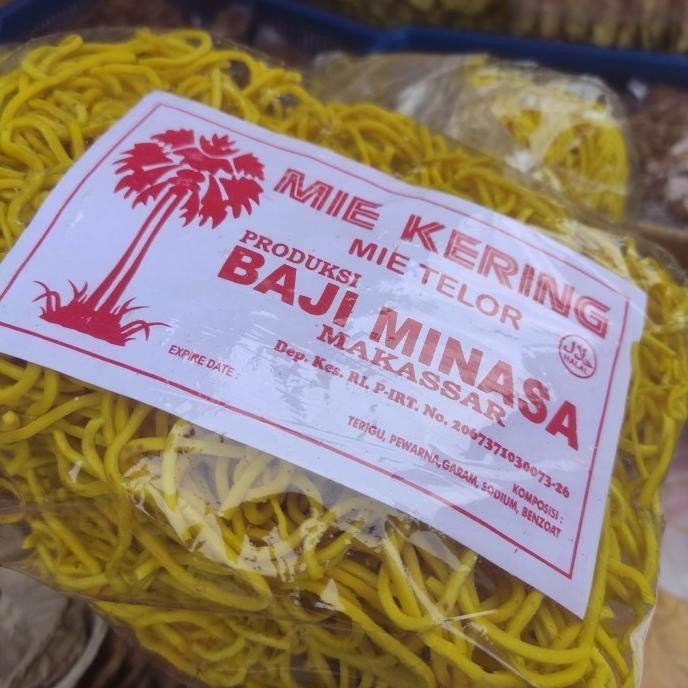 MIE KERING
MIE TELOR
PRODUKSI
BAJI MINASA
MAKASSAR
Dep. Kes. RI. P-IRT. No. 2067371030073-26
EXPIRE DATE :
KOMPOSISI :
TERIGU, PEWARNA,GARAM, SODIUM, BENZOAT
HALAL